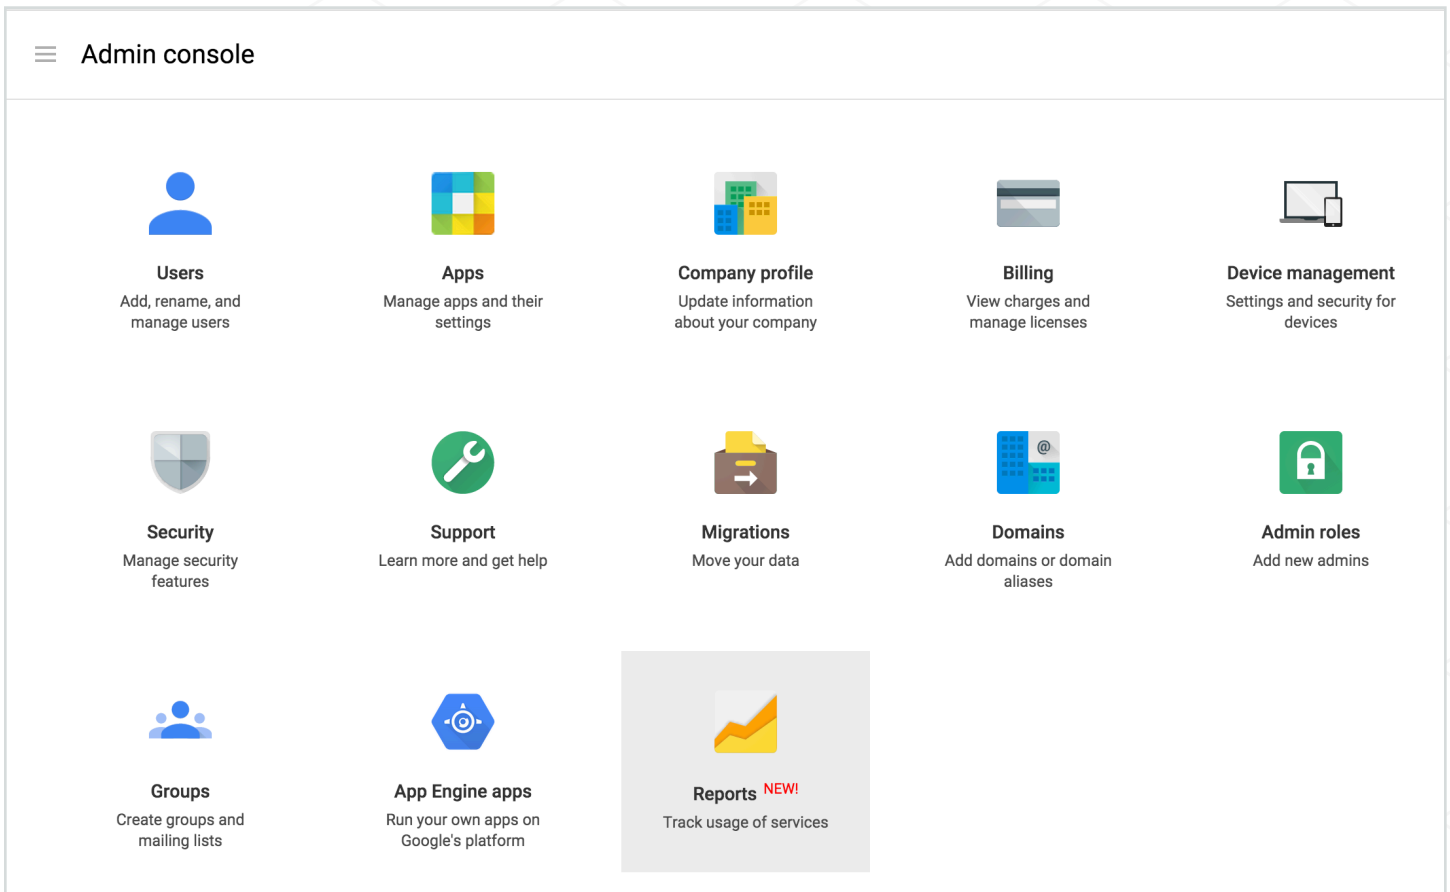 Admin console
Users
Add, rename, and
manage users
Apps
Manage apps and their
settings
Company profile
Update information
about your company
Billing
View charges and
manage licenses
Device management
Settings and security for
devices
Security
Manage security
features
Support
Learn more and get help
Migrations
Move your data
@
Domains
Add domains or domain
aliases
Admin roles
Add new admins
Groups
Create groups and
mailing lists
App Engine apps
Run your own apps on
Google's platform
Reports NEW!
Track usage of services